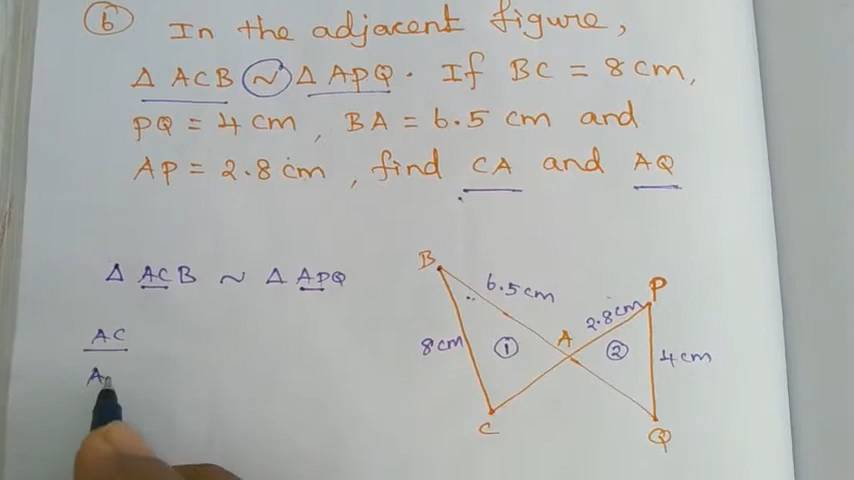 6 In the adjacent figure,
Δ ACB ~ Δ APQ. If BC = 8 cm,
PQ = 4 cm, BA = 6.5 cm and
AP = 2.8 cm, find CA and AQ
Δ ACB ~ Δ APQ
AC
A
B
6.5 cm
P
2.8 cm
8 cm
1
A
2
4 cm
C
Q